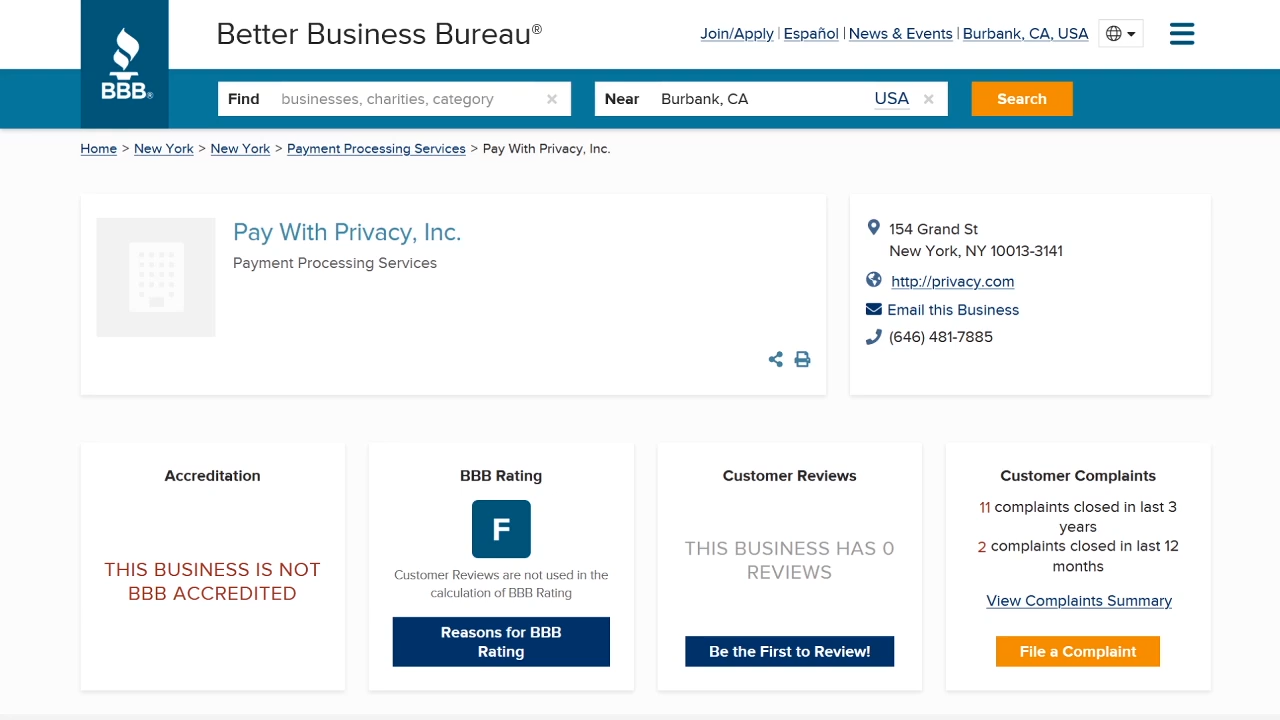 Better Business Bureau®
Join/Apply | Español | News & Events | Burbank, CA, USA
BBB®
Find businesses, charities, category ×
Near Burbank, CA USA ×
Search
Home > New York > New York > Payment Processing Services > Pay With Privacy, Inc.
Pay With Privacy, Inc.
Payment Processing Services
154 Grand St
New York, NY 10013-3141
http://privacy.com
Email this Business
(646) 481-7885
Accreditation
THIS BUSINESS IS NOT
BBB ACCREDITED
BBB Rating
F
Customer Reviews are not used in the
calculation of BBB Rating
Reasons for BBB
Rating
Customer Reviews
THIS BUSINESS HAS 0
REVIEWS
Be the First to Review!
Customer Complaints
11 complaints closed in last 3
years
2 complaints closed in last 12
months
View Complaints Summary
File a Complaint